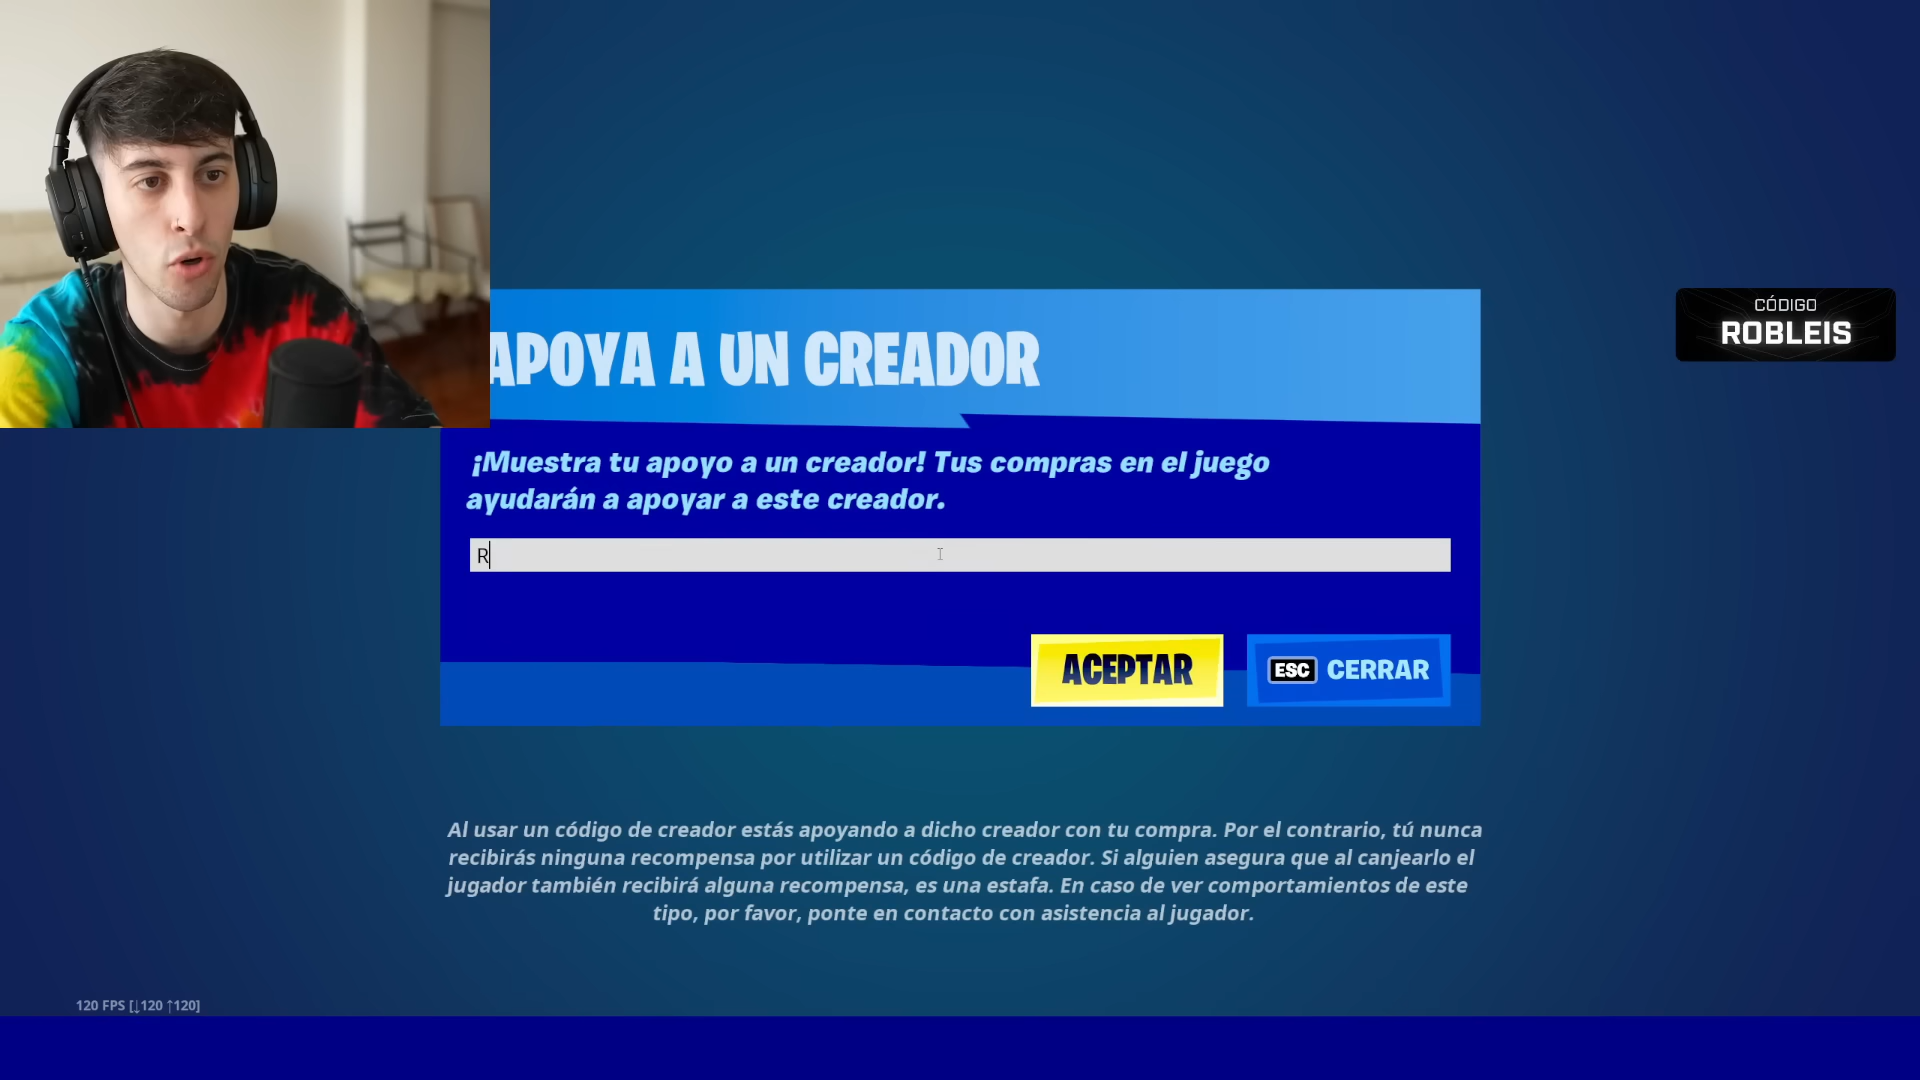 APOYA A UN CREADOR
¡Muestra tu apoyo a un creador! Tus compras en el juego
ayudarán a apoyar a este creador.
R
ACEPTAR
ESC CERRAR
CÓDIGO
ROBLEIS
Al usar un código de creador estás apoyando a dicho creador con tu compra. Por el contrario, tú nunca
recibirás ninguna recompensa por utilizar un código de creador. Si alguien asegura que al canjearlo el
jugador también recibirá alguna recompensa, es una estafa. En caso de ver comportamientos de este
tipo, por favor, ponte en contacto con asistencia al jugador.
120 FPS [↓120 ↑120]